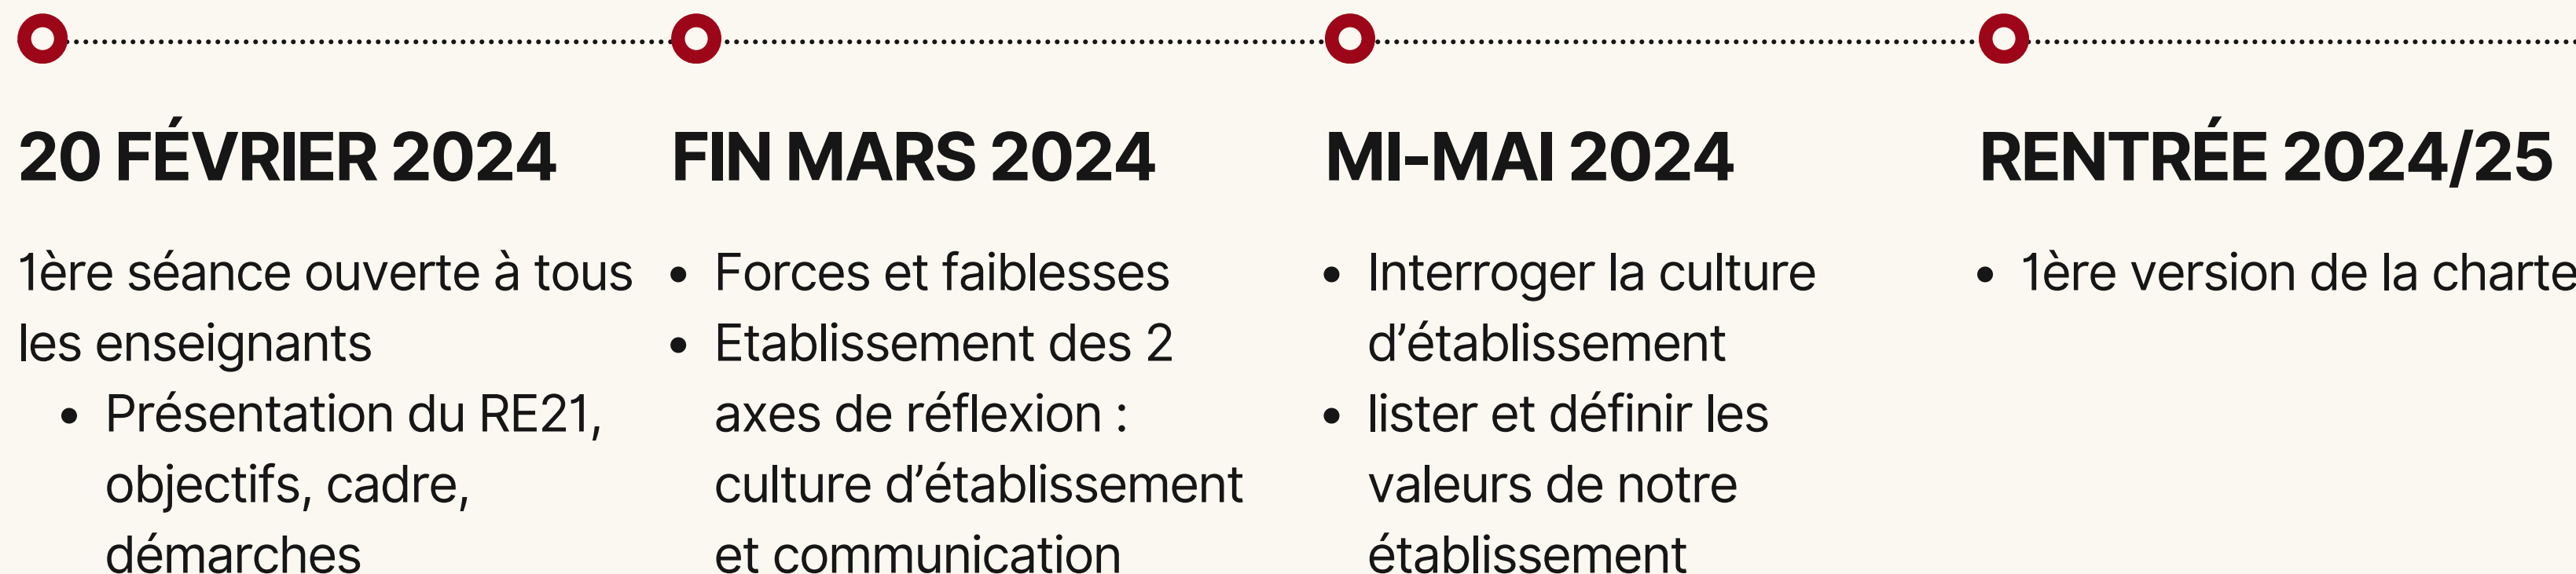 20 FÉVRIER 2024
1ère séance ouverte à tous
les enseignants
• Présentation du RE21,
objectifs, cadre,
démarches
FIN MARS 2024
• Forces et faiblesses
• Etablissement des 2
axes de réflexion :
culture d’établissement
et communication
MI-MAI 2024
• Interroger la culture
d’établissement
• lister et définir les
valeurs de notre
établissement
RENTRÉE 2024/25
• 1ère version de la charte